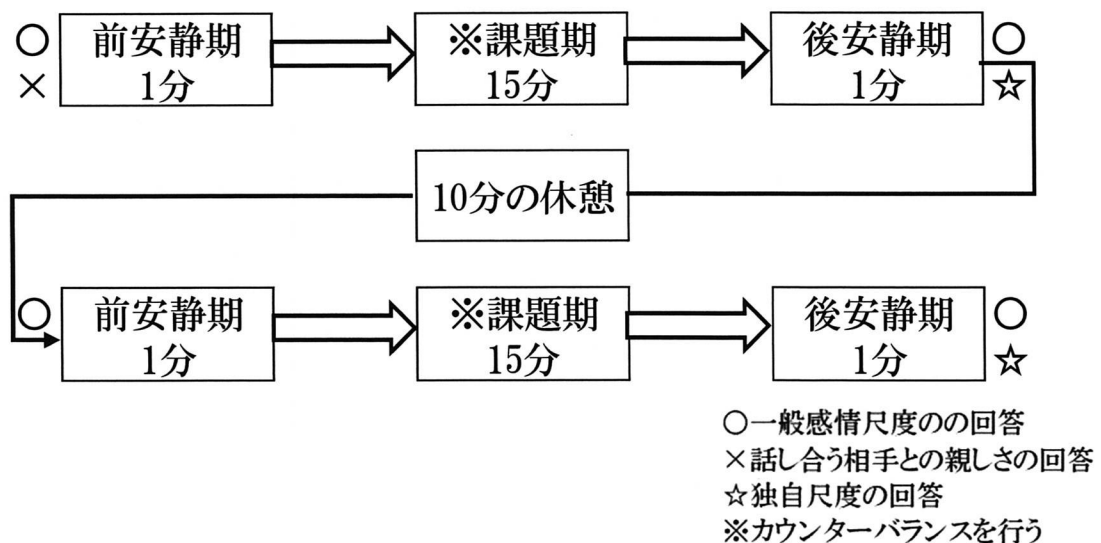 ○
×
前安静期
1分
※課題期
15分
後安静期
1分
○
☆
10分の休憩
○
前安静期
1分
※課題期
15分
後安静期
1分
○
☆
○一般感情尺度のの回答
×話し合う相手との親しさの回答
☆独自尺度の回答
※カウンターバランスを行う